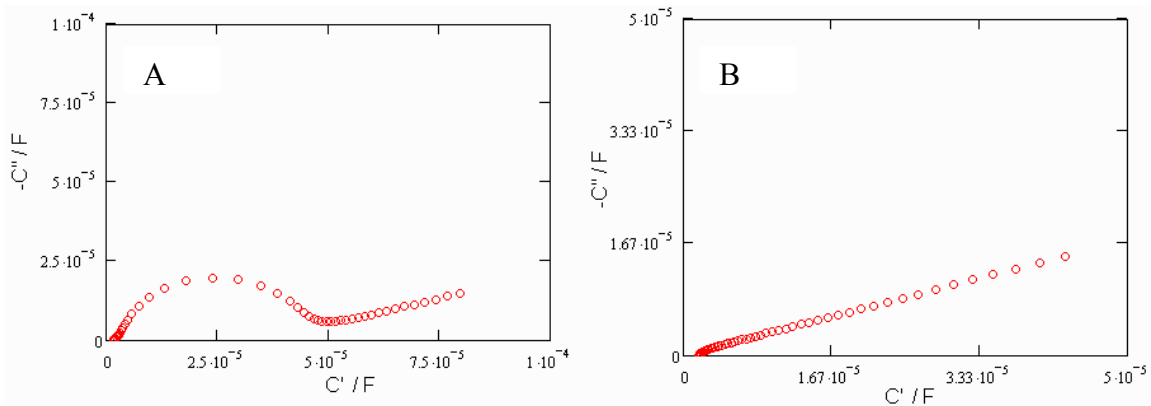 A
1·10⁻⁴
7.5·10⁻⁵
5·10⁻⁵
2.5·10⁻⁵
0
-C'' / F
0 2.5·10⁻⁵ 5·10⁻⁵ 7.5·10⁻⁵ 1·10⁻⁴
C' / F
B
5·10⁻⁵
3.33·10⁻⁵
1.67·10⁻⁵
0
-C'' / F
0 1.67·10⁻⁵ 3.33·10⁻⁵ 5·10⁻⁵
C' / F